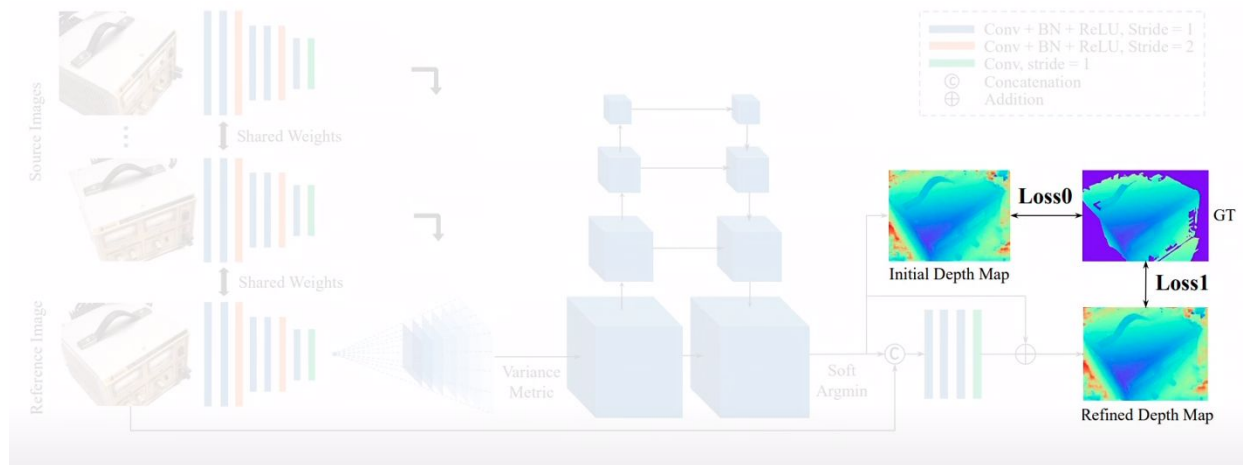 Source Images
Reference Image
Shared Weights
Shared Weights
Variance
Metric
Soft
Argmin
C
Conv + BN + ReLU, Stride = 1
Conv + BN + ReLU, Stride = 2
Conv, stride = 1
C Concatenation
Addition
Loss0
GT
Initial Depth Map
Loss1
Refined Depth Map